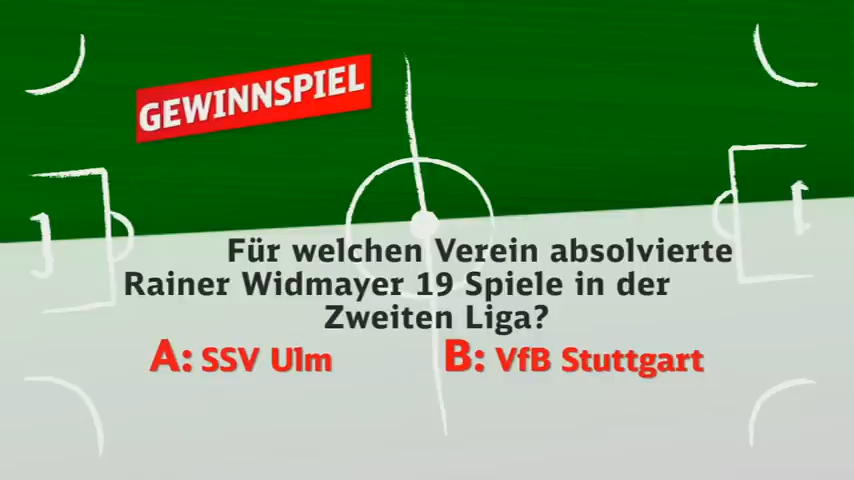 GEWINNSPIEL
Für welchen Verein absolvierte
Rainer Widmayer 19 Spiele in der
Zweiten Liga?
A: SSV Ulm B: VfB Stuttgart